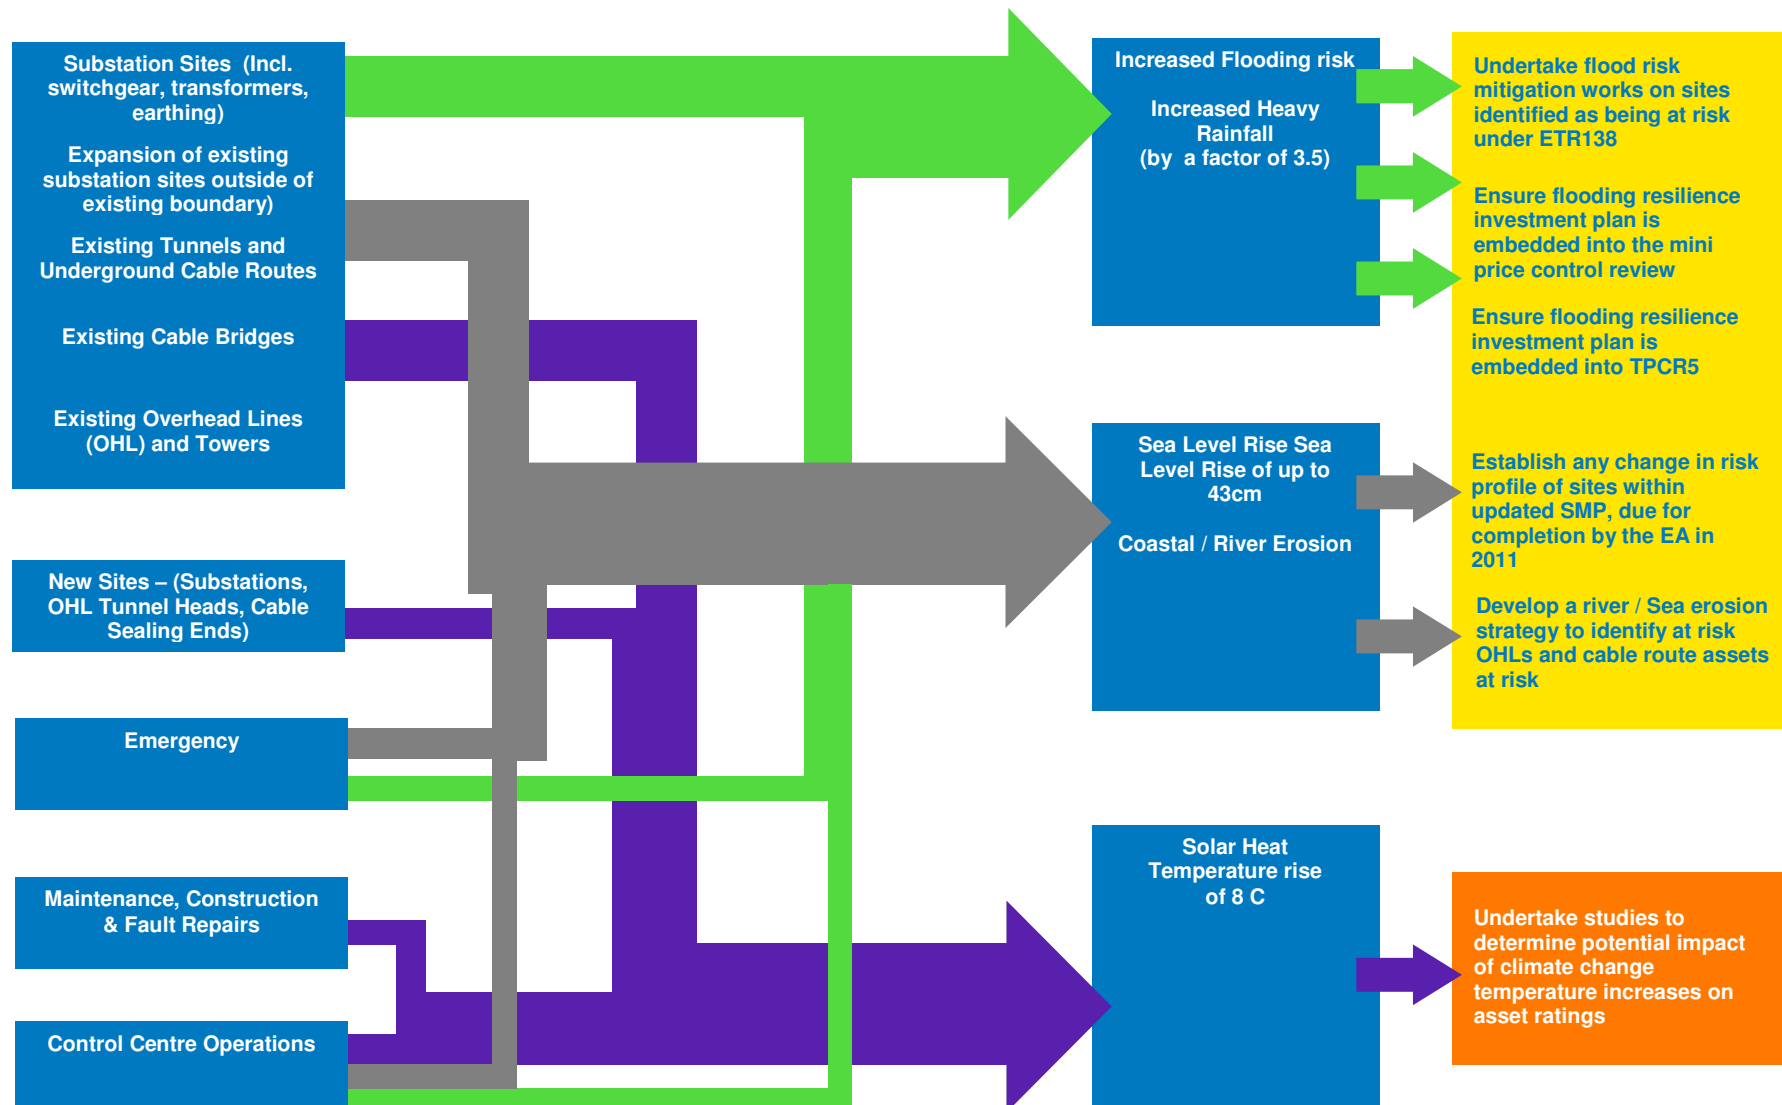 Substation Sites (Incl.
switchgear, transformers,
earthing)
Expansion of existing
substation sites outside of
existing boundary)
Existing Tunnels and
Underground Cable Routes
Existing Cable Bridges
Existing Overhead Lines
(OHL) and Towers
New Sites – (Substations,
OHL Tunnel Heads, Cable
Sealing Ends)
Emergency
Maintenance, Construction
& Fault Repairs
Control Centre Operations
Increased Flooding risk
Increased Heavy
Rainfall
(by a factor of 3.5)
Sea Level Rise Sea
Level Rise of up to
43cm
Coastal / River Erosion
Solar Heat
Temperature rise
of 8 C
Undertake flood risk
mitigation works on sites
identified as being at risk
under ETR138
Ensure flooding resilience
investment plan is
embedded into the mini
price control review
Ensure flooding resilience
investment plan is
embedded into TPCR5
Establish any change in risk
profile of sites within
updated SMP, due for
completion by the EA in
2011
Develop a river / Sea erosion
strategy to identify at risk
OHLs and cable route assets
at risk
Undertake studies to
determine potential impact
of climate change
temperature increases on
asset ratings